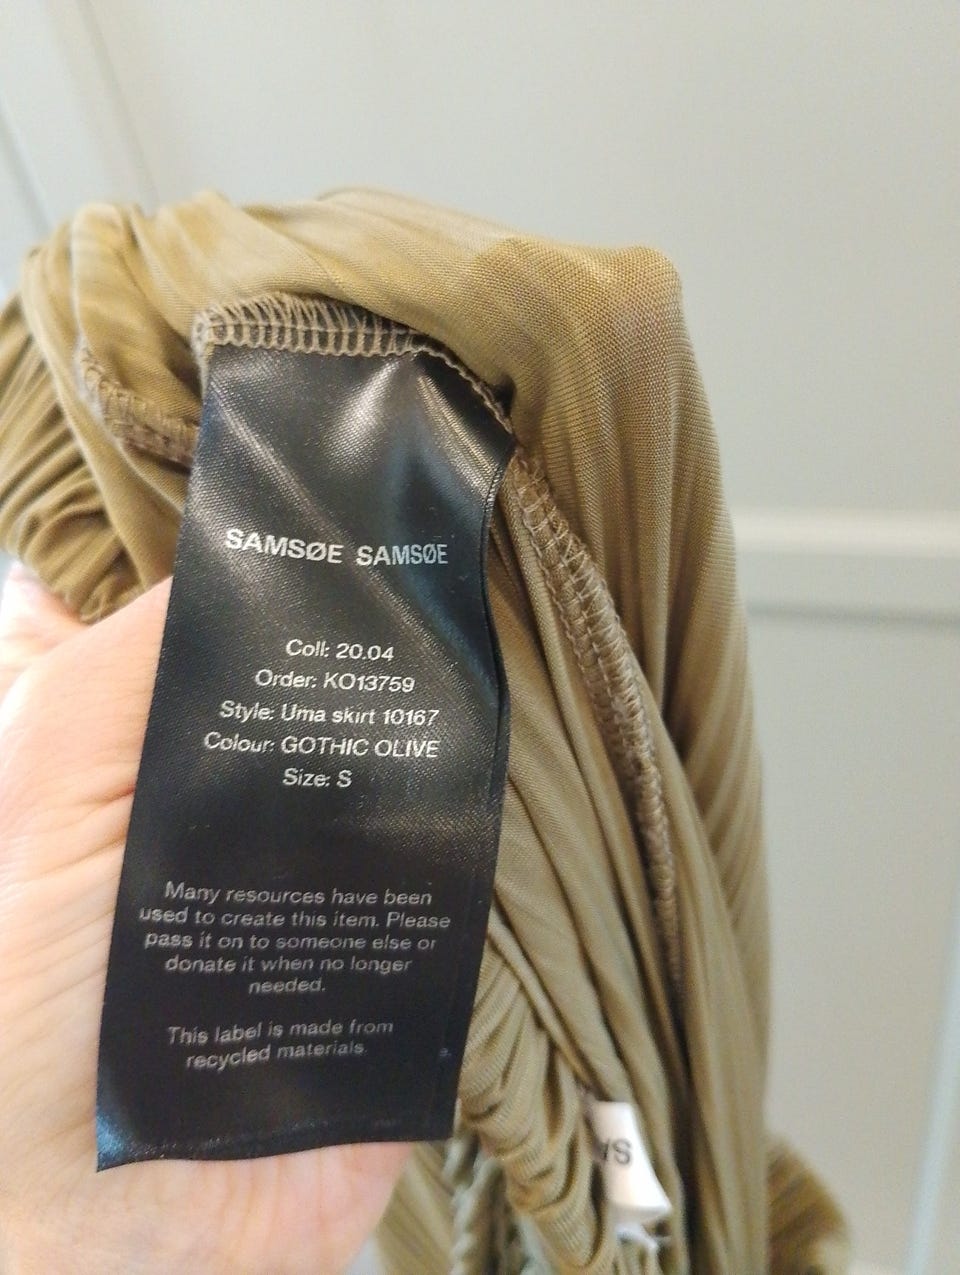 SAMSØE SAMSØE
Coll: 20.04
Order: KO13759
Style: Uma skirt 10167
Colour: GOTHIC OLIVE
Size: S
Many resources have been
used to create this item. Please
pass it on to someone else or
donate it when no longer
needed.
This label is made from
recycled materials.
SA